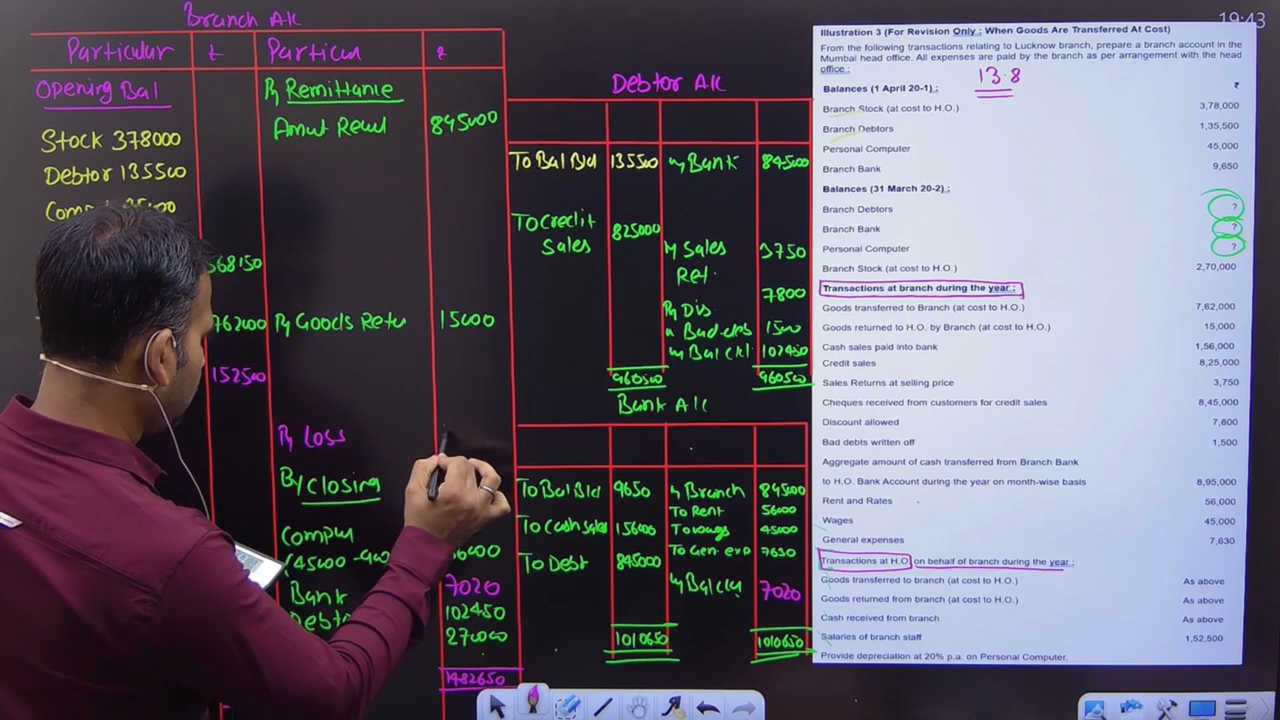 19:43
Branch A/c
Particular ₹ Particul ₹
Opening Bal
Stock 378000
Debtor 135500
568150
762000
152500
By Remittance
Amut Recvd 895000
By Goods Retu 15000
By Loss
By closing
Comput
(45000 -900
7020
Bank
102450
270000
1482650
Debtor A/c
To Bal B/d 135500 By Bank 845000
To credit Sales 825000
By Sales Ret. 3750
By Dis 7800
" Bad debts 1500
" Bal c/d 102450
960500 960500
Bank A/c
To Bal B/d 9650 By Branch 895000
To Rent 56000
To Cash sales 156000 To wags 45000
To Debt 845000 To Gen. exp 7630
By Bal c/d 7020
1010650 1010650
Illustration 3 (For Revision Only : When Goods Are Transferred At Cost)
From the following transactions relating to Lucknow branch, prepare a branch account in the
Mumbai head office. All expenses are paid by the branch as per arrangement with the head
office :
13.8
Balances (1 April 20-1) : ₹
Branch Stock (at cost to H.O.) 3,78,000
Branch Debtors 1,35,500
Personal Computer 45,000
Branch Bank 9,650
Balances (31 March 20-2) :
Branch Debtors ?
Branch Bank ?
Personal Computer ?
Branch Stock (at cost to H.O.) 2,70,000
Transactions at branch during the year :
Goods transferred to Branch (at cost to H.O.) 7,62,000
Goods returned to H.O. by Branch (at cost to H.O.) 15,000
Cash sales paid into bank 1,56,000
Credit sales 8,25,000
Sales Returns at selling price 3,750
Cheques received from customers for credit sales 8,45,000
Discount allowed 7,800
Bad debts written off 1,500
Aggregate amount of cash transferred from Branch Bank
to H.O. Bank Account during the year on month-wise basis 8,95,000
Rent and Rates 56,000
Wages 45,000
General expenses 7,630
Transactions at H.O on behalf of branch during the year :
Goods transferred to branch (at cost to H.O.) As above
Goods returned from branch (at cost to H.O.) As above
Cash received from branch As above
Salaries of branch staff 1,52,500
Provide depreciation at 20% p.a. on Personal Computer.